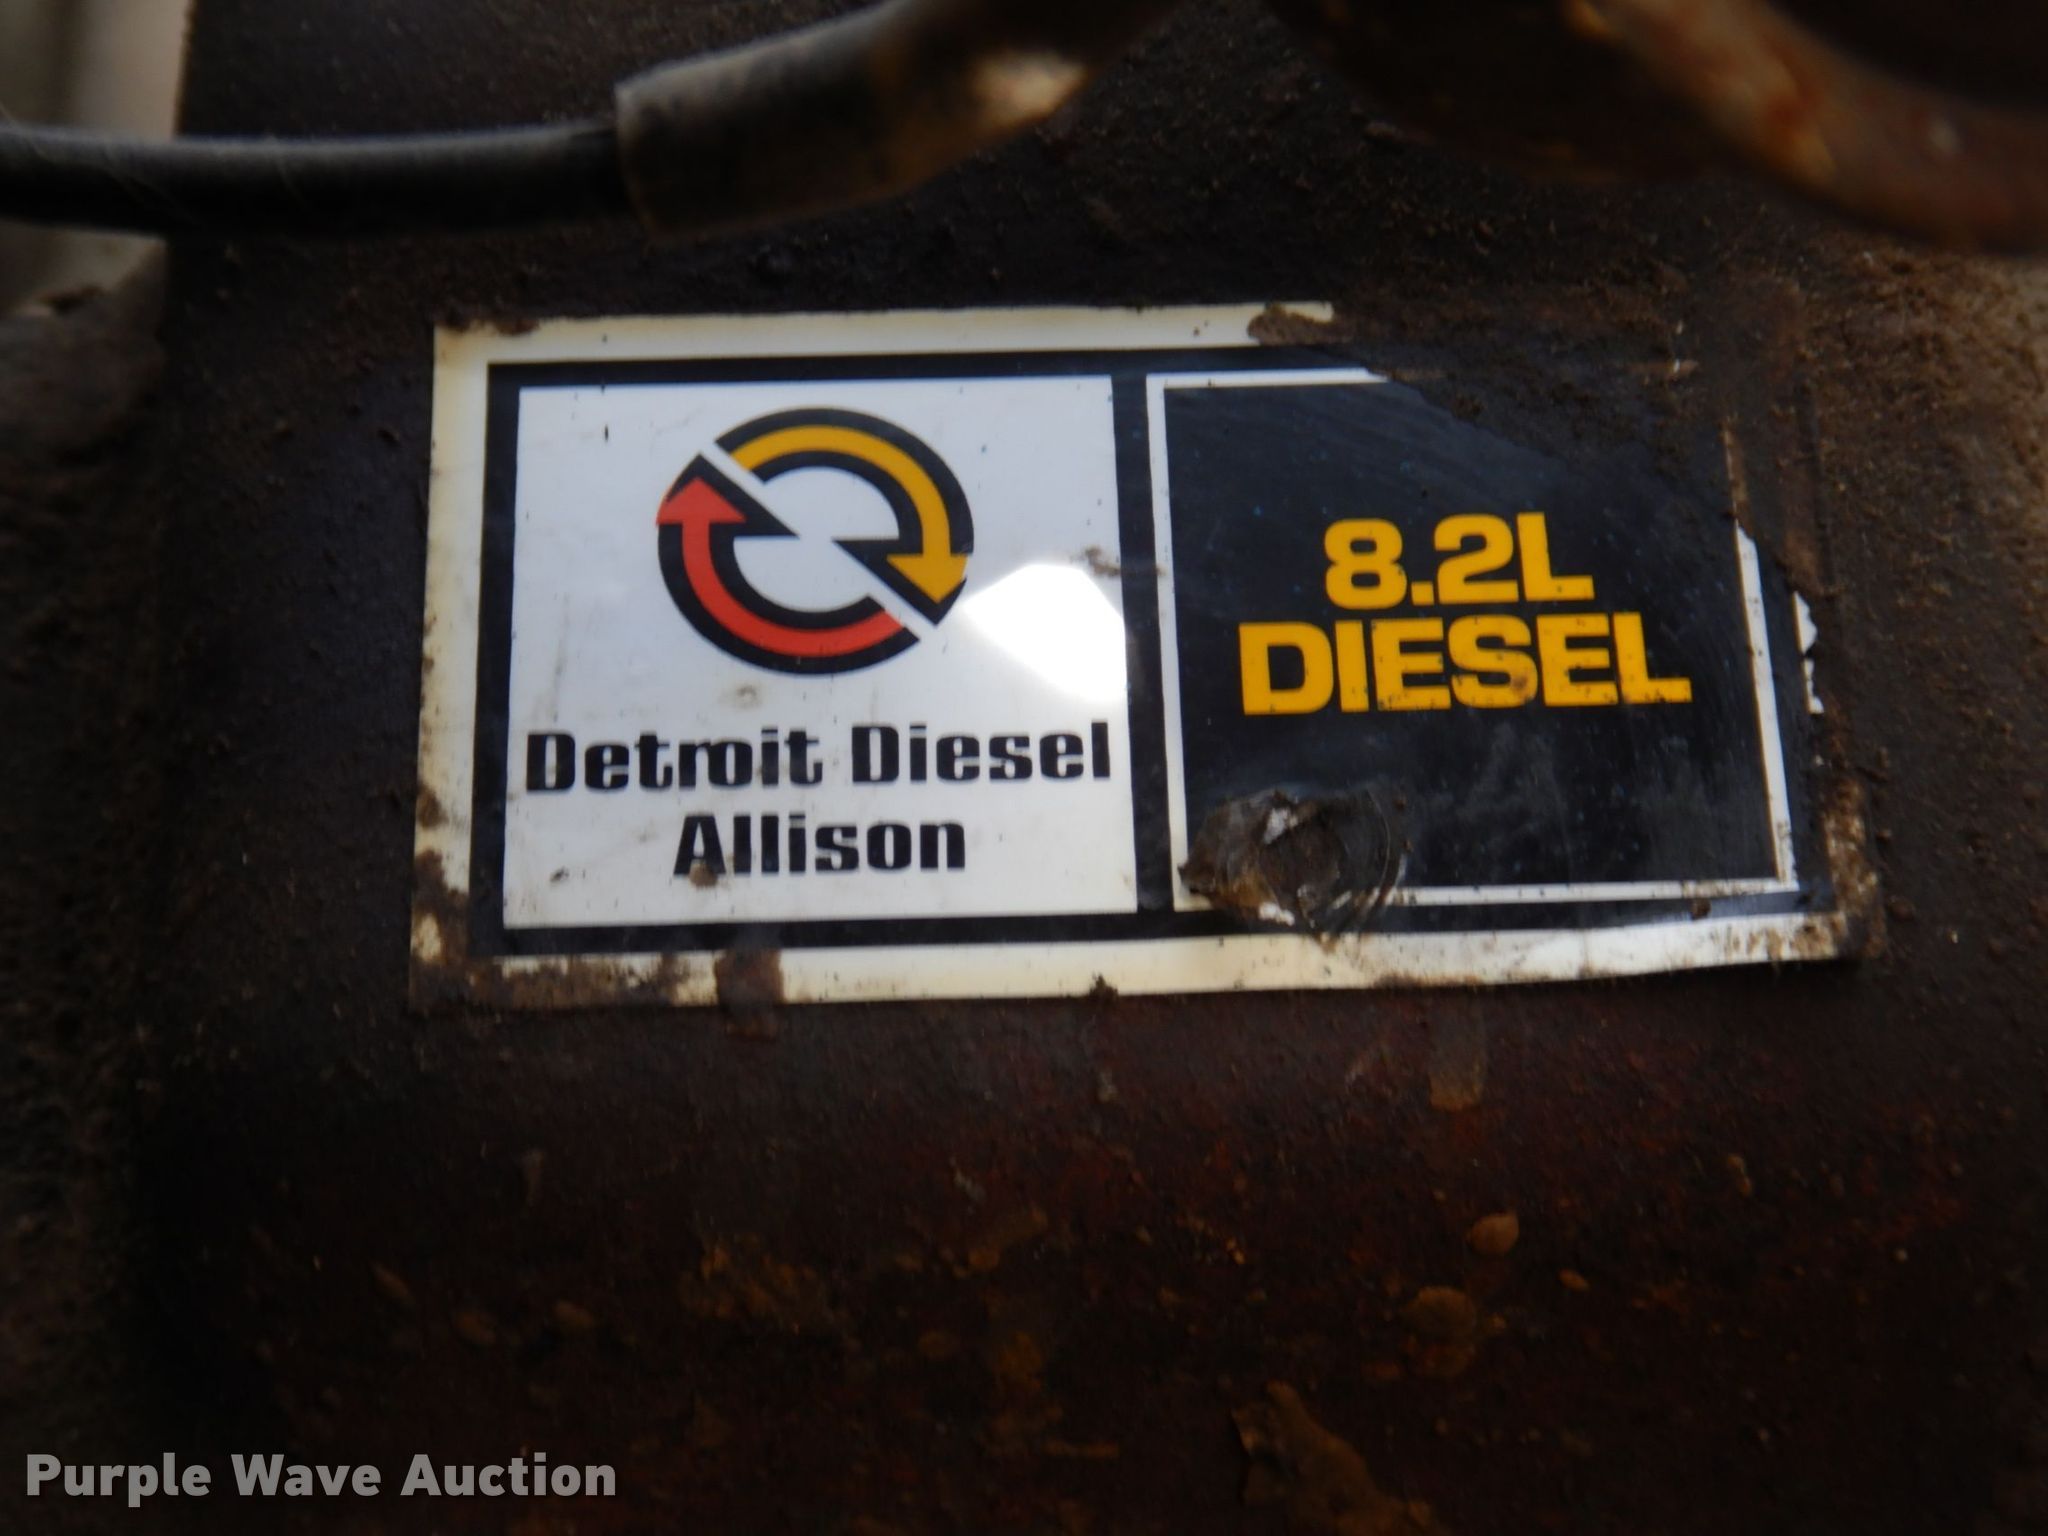 Detroit Diesel
Allison
8.2L
DIESEL
Purple Wave Auction